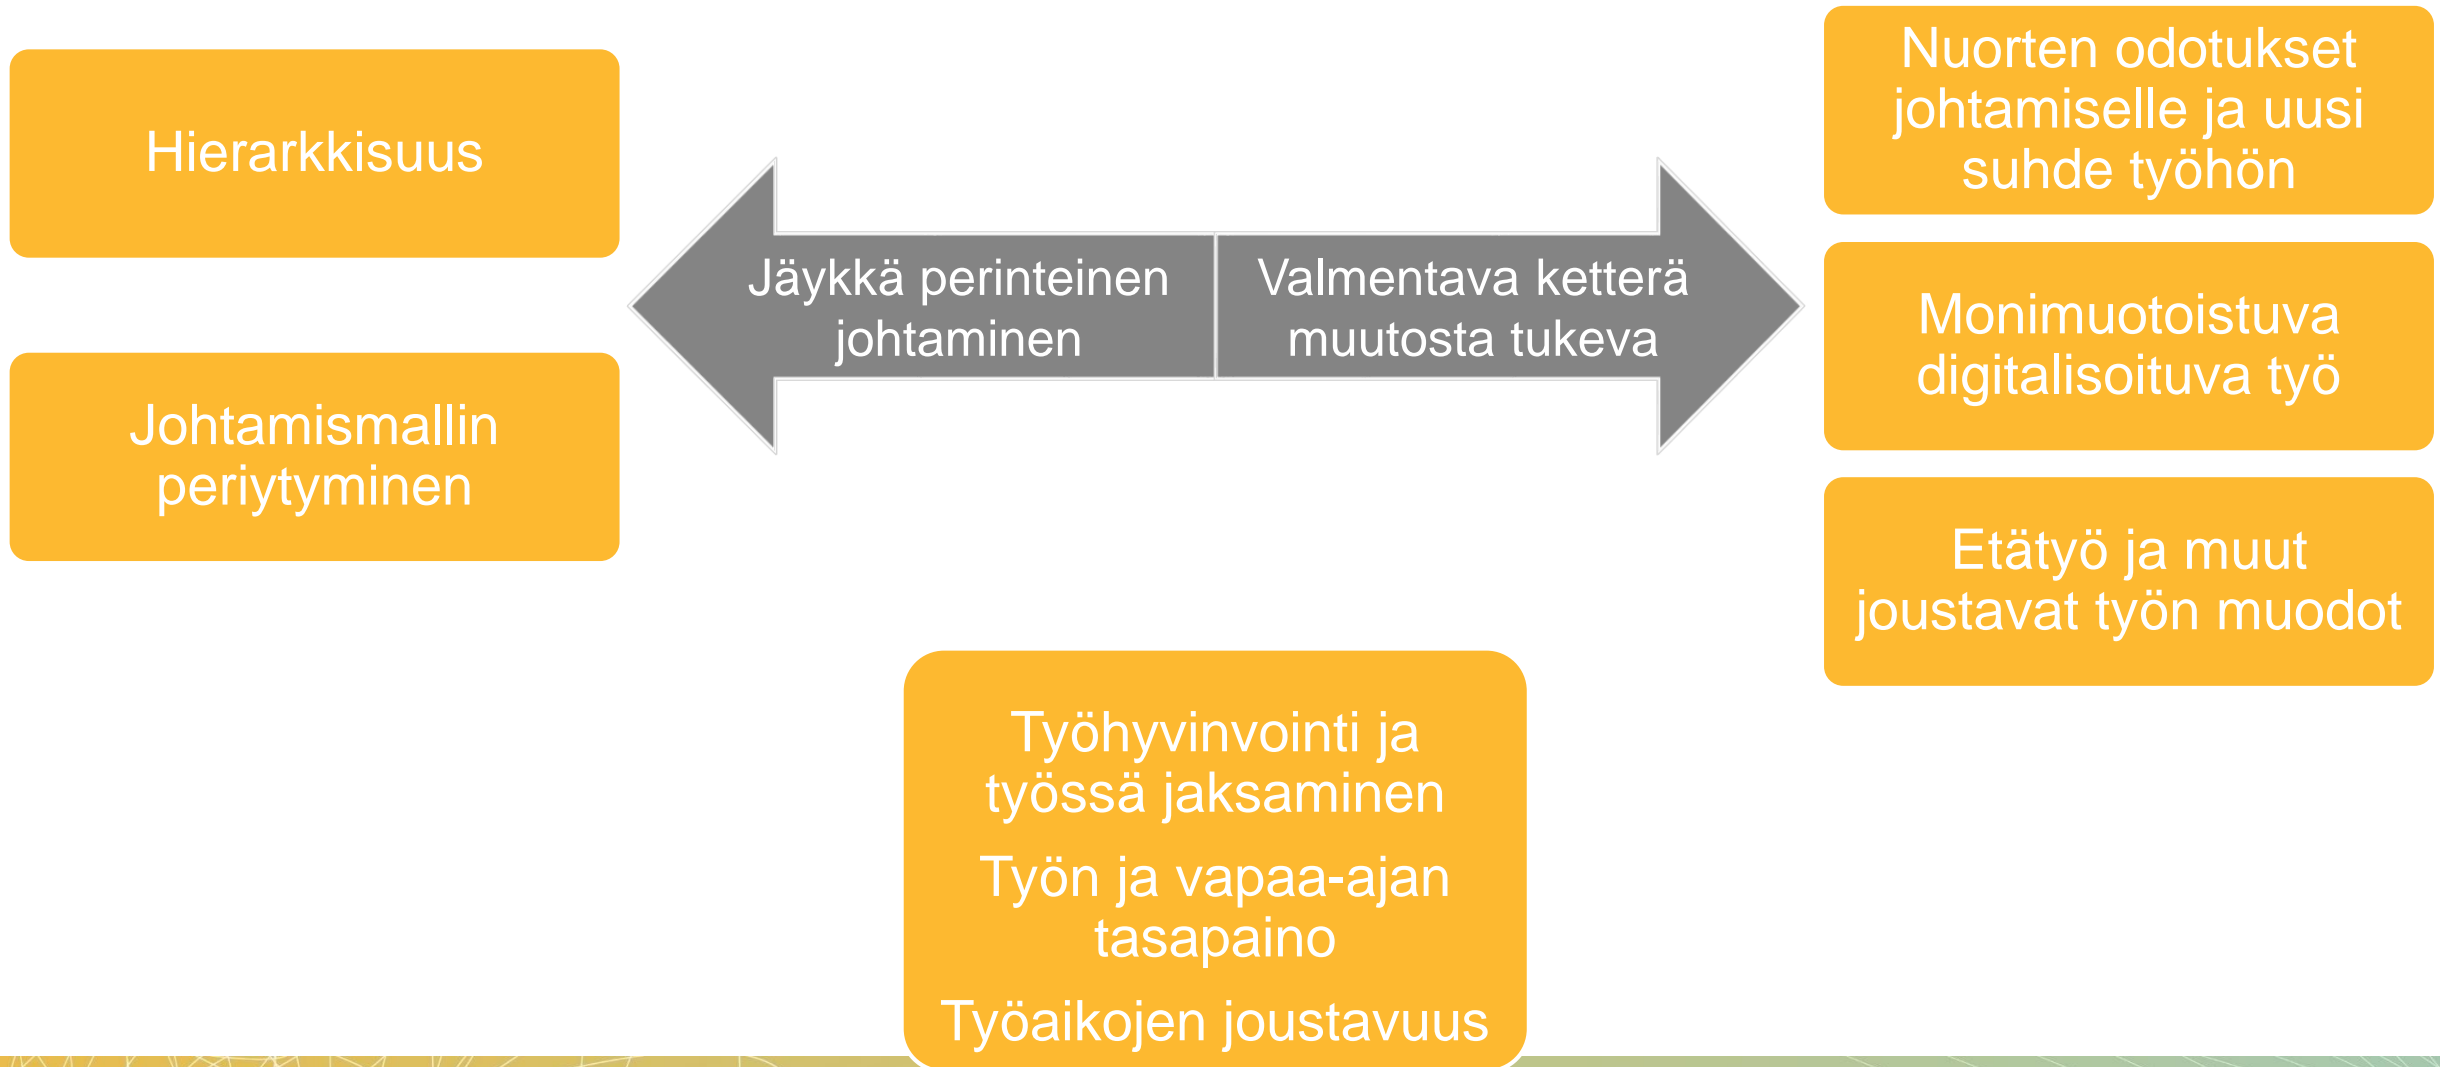 Hierarkkisuus
Johtamismallin
periytyminen
Jäykkä perinteinen
johtaminen
Valmentava ketterä
muutosta tukeva
Nuorten odotukset
johtamiselle ja uusi
suhde työhön
Monimuotoistuva
digitalisoituva työ
Etätyö ja muut
joustavat työn muodot
Työhyvinvointi ja
työssä jaksaminen
Työn ja vapaa-ajan
tasapaino
Työaikojen joustavuus